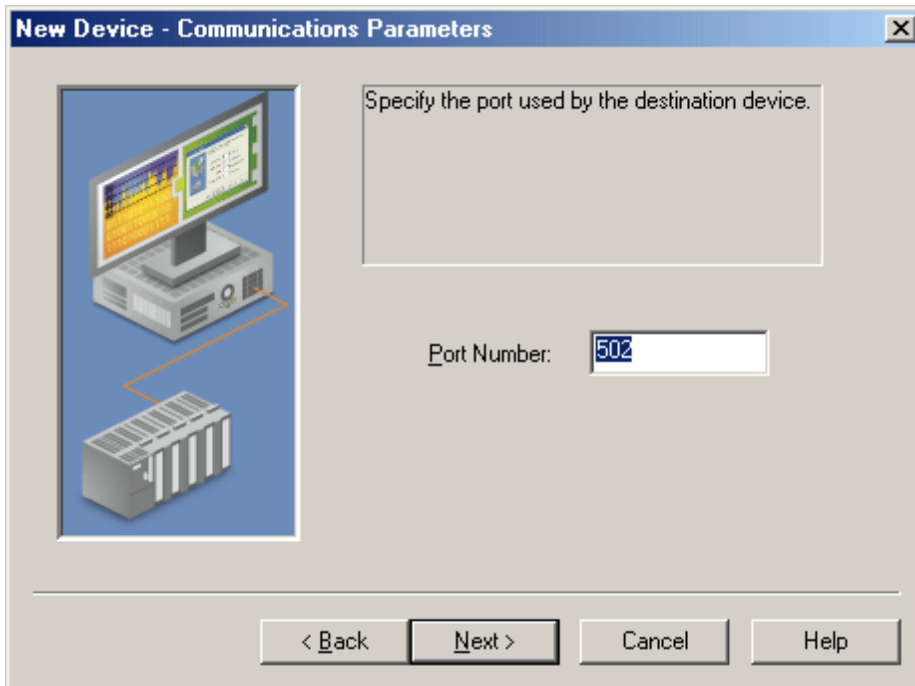 New Device - Communications Parameters
Specify the port used by the destination device.
Port Number: 502
< Back Next > Cancel Help